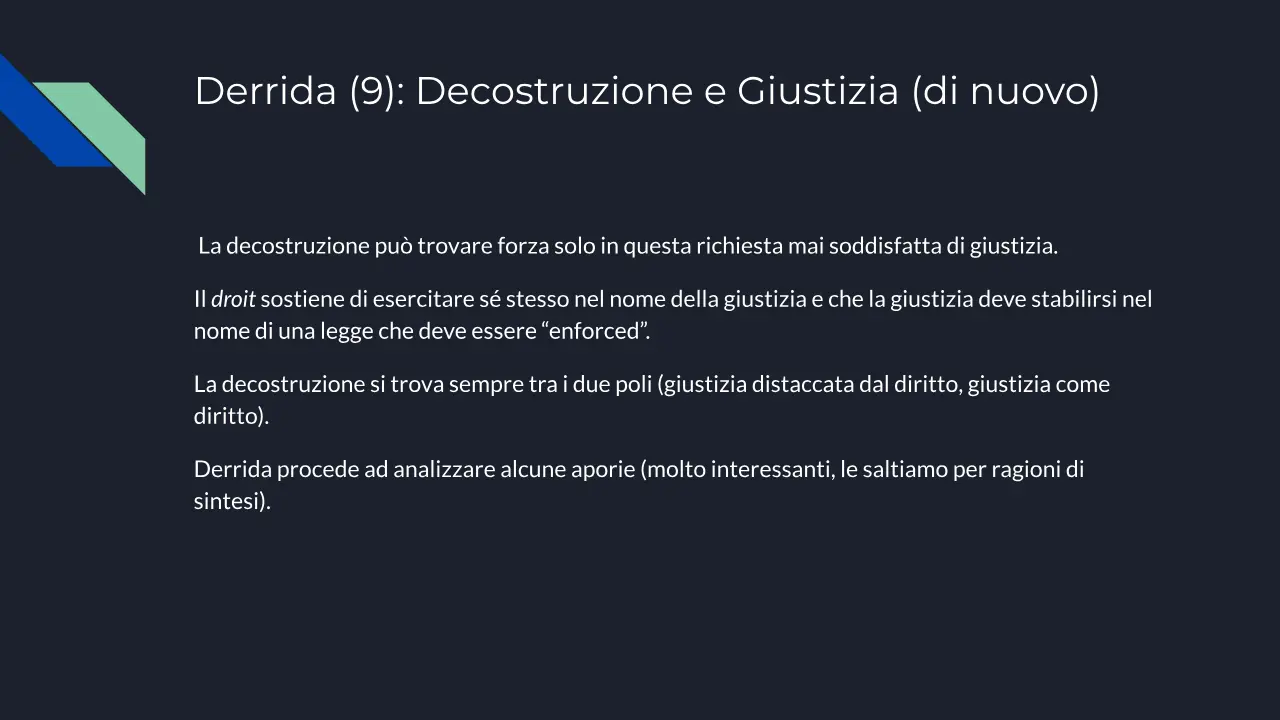 Derrida (9): Decostruzione e Giustizia (di nuovo)
La decostruzione può trovare forza solo in questa richiesta mai soddisfatta di giustizia.
Il droit sostiene di esercitare sé stesso nel nome della giustizia e che la giustizia deve stabilirsi nel
nome di una legge che deve essere “enforced”.
La decostruzione si trova sempre tra i due poli (giustizia distaccata dal diritto, giustizia come
diritto).
Derrida procede ad analizzare alcune aporie (molto interessanti, le saltiamo per ragioni di
sintesi).